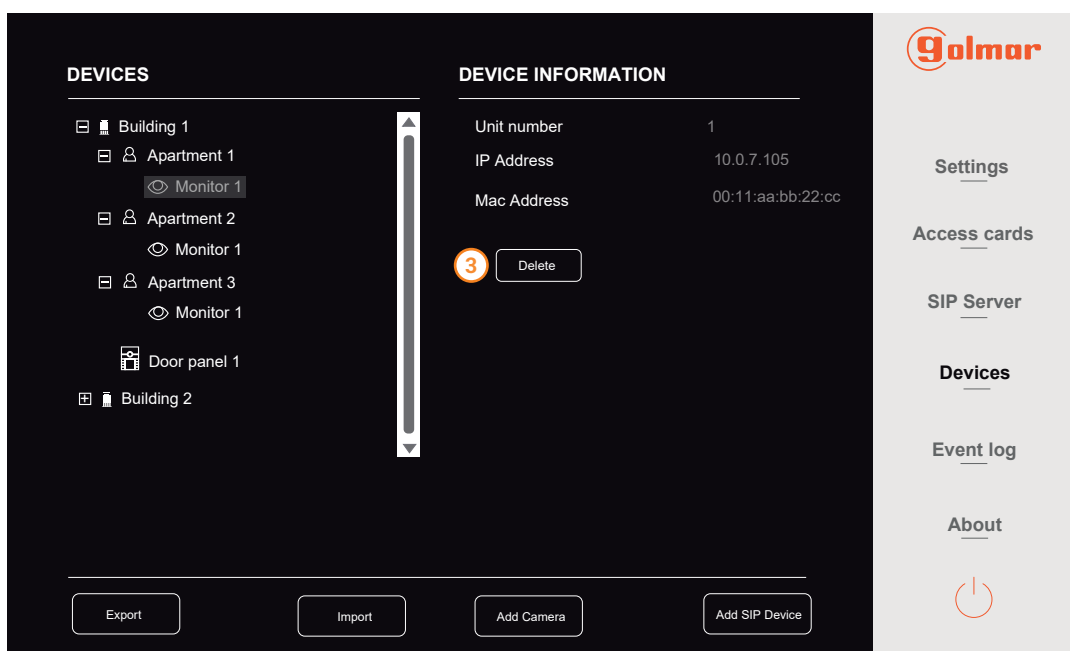 golmar
DEVICES
Building 1
Apartment 1
Monitor 1
Apartment 2
Monitor 1
Apartment 3
Monitor 1
Door panel 1
Building 2
DEVICE INFORMATION
Unit number 1
IP Address 10.0.7.105
Mac Address 00:11:aa:bb:22:cc
3 Delete
Settings
Access cards
SIP Server
Devices
Event log
About
Export Import Add Camera Add SIP Device